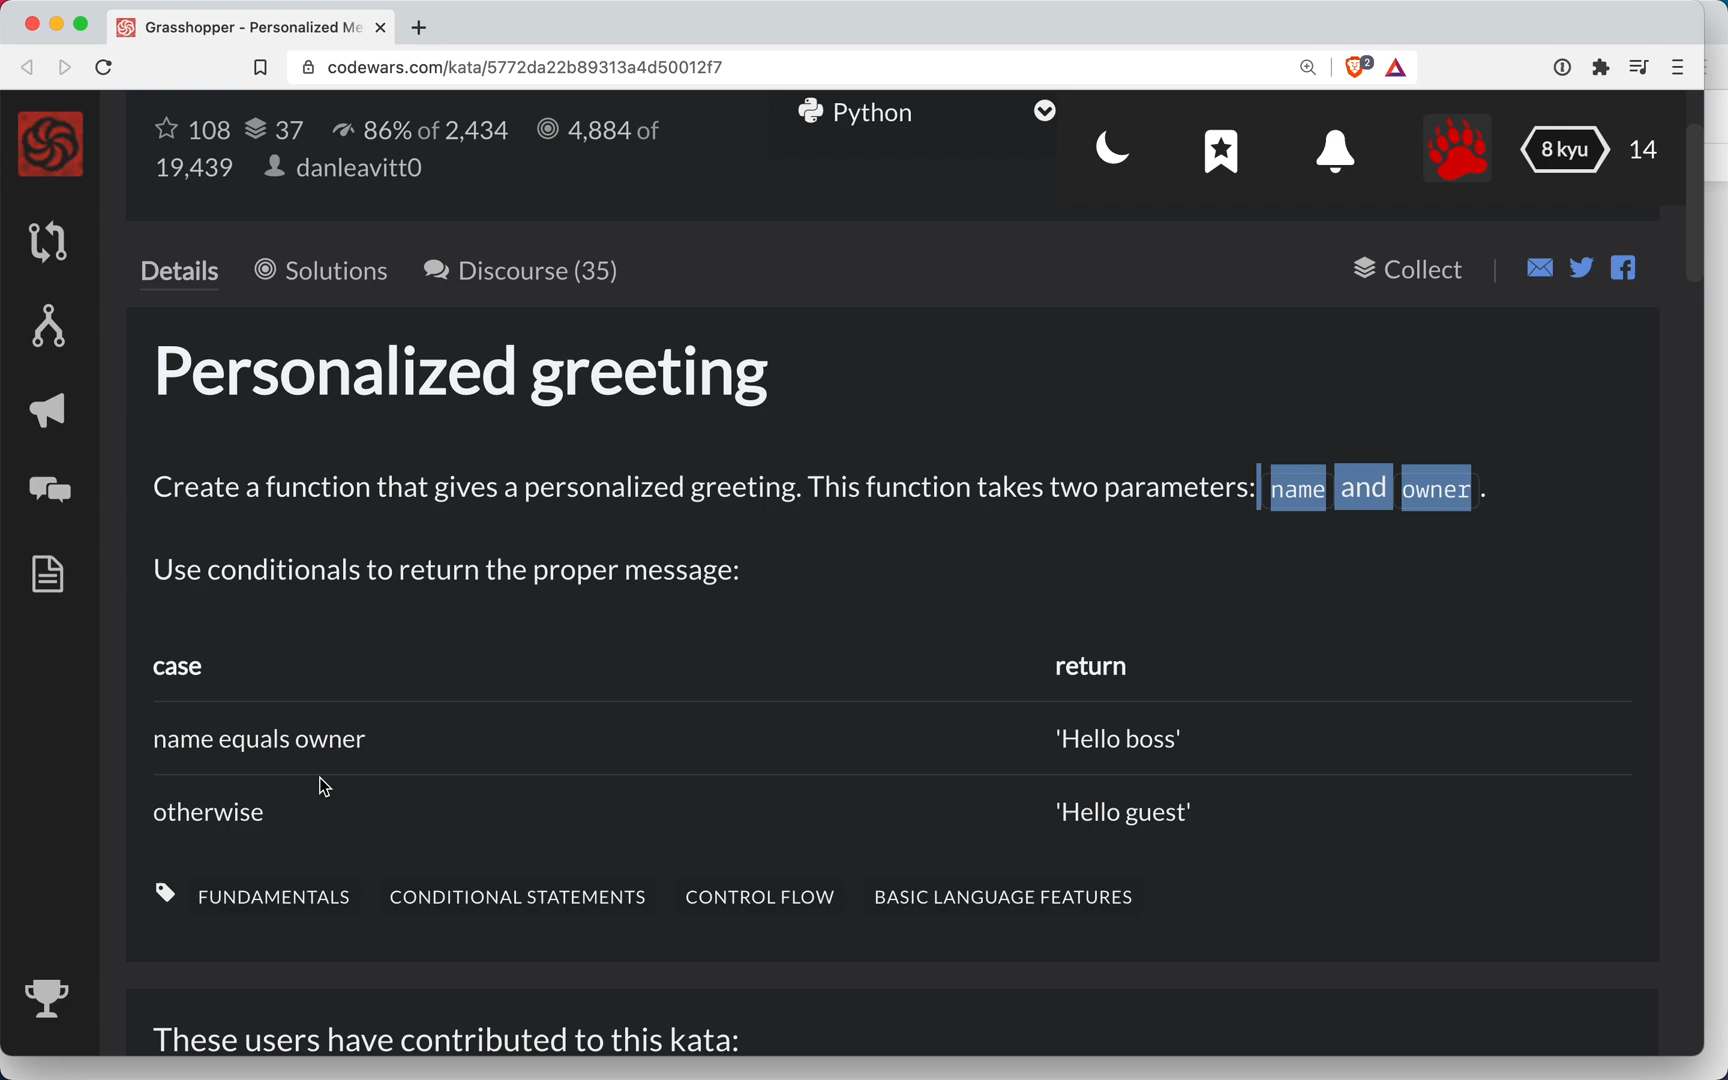 Grasshopper - Personalized Me
codewars.com/kata/5772da22b89313a4d50012f7
2
108 37 86% of 2,434 4,884 of
19,439 danleavitt0
Python
8 kyu 14
Details Solutions Discourse (35) Collect
Personalized greeting
Create a function that gives a personalized greeting. This function takes two parameters: name and owner .
Use conditionals to return the proper message:
case return
name equals owner 'Hello boss'
otherwise 'Hello guest'
FUNDAMENTALS CONDITIONAL STATEMENTS CONTROL FLOW BASIC LANGUAGE FEATURES
These users have contributed to this kata: